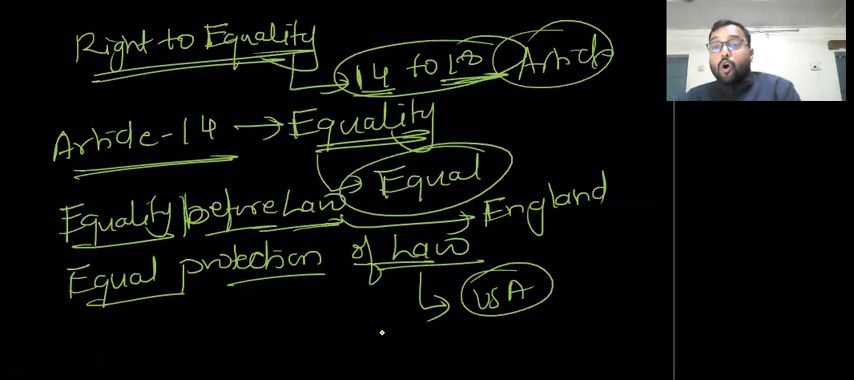 Right to Equality
14 to 18 Article
Article-14 → Equality
Equal
Equality before Law → England
Equal protection of Law
USA